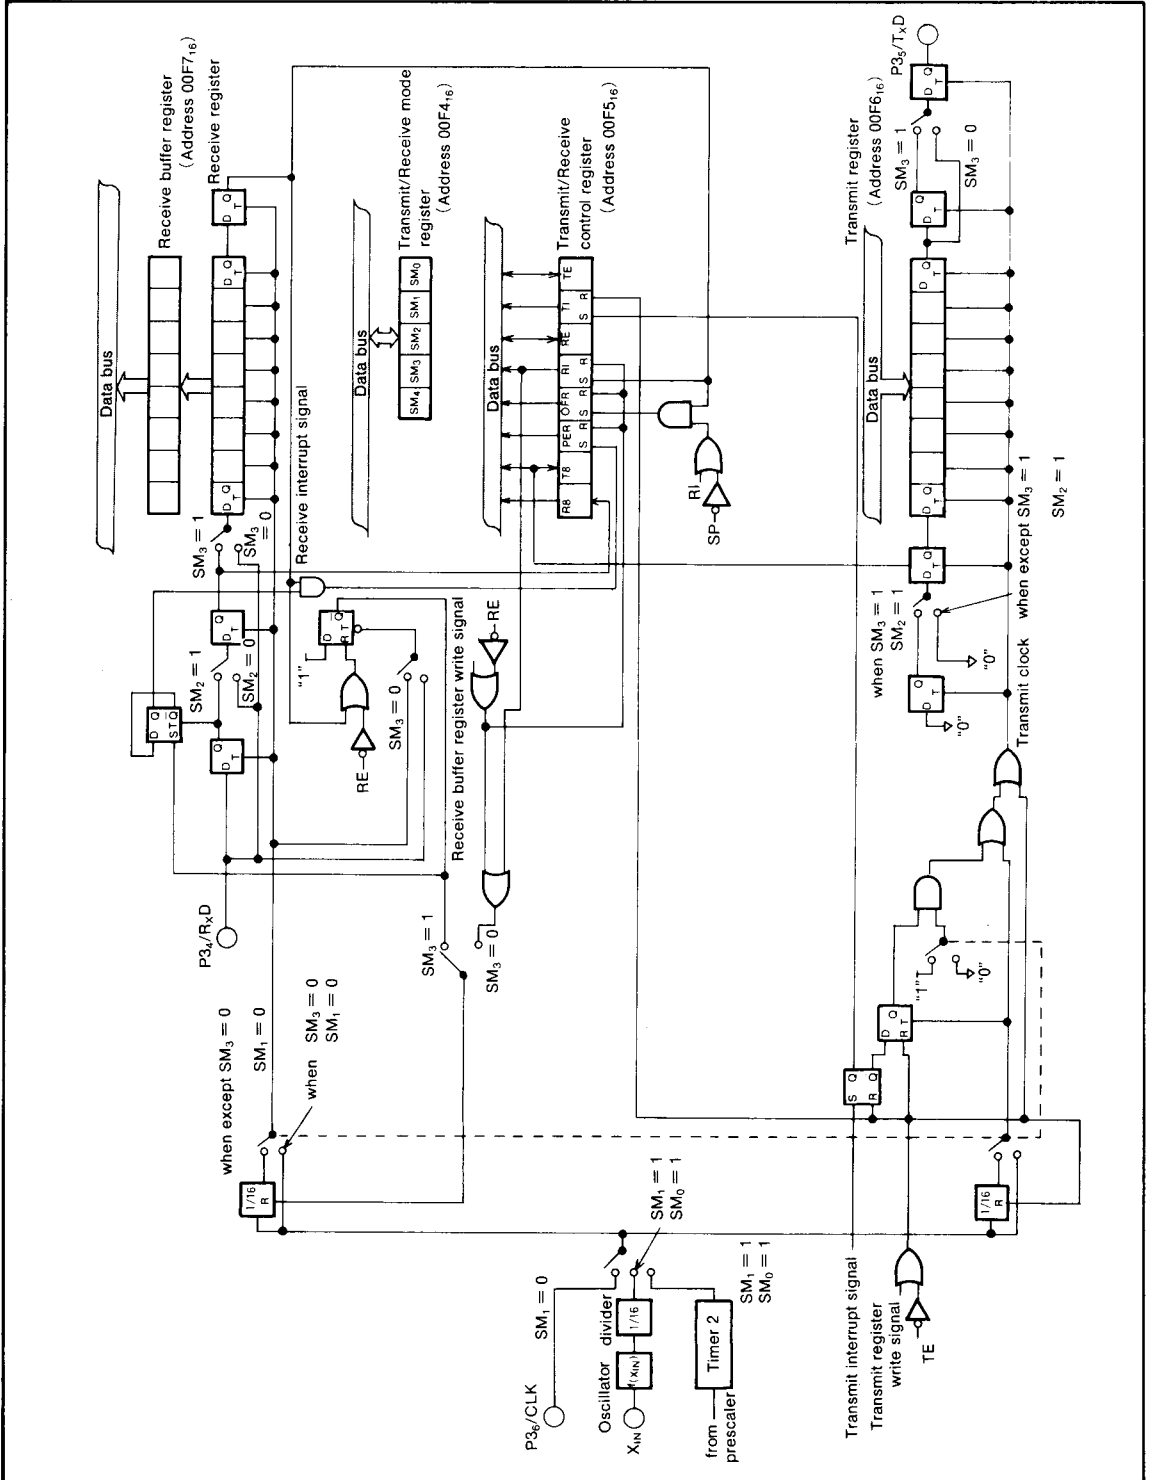 Data bus
Receive buffer register
(Address 00F7₁₆)
Receive register
D Q
T
D Q
T
D Q
SM₃ = 1
SM₃ = 0
D Q
T
SM₂ = 1
SM₂ = 0
D Q
T
D Q
S T Q̅
P3₄/RxD
Receive interrupt signal
"1"
D
R T Q̅
RE
SM₃ = 0
Receive buffer register write signal
RE
SM₃ = 1
SM₃ = 0
when except SM₃ = 0
SM₁ = 0
when SM₃ = 0
SM₁ = 0
1/16
R
Data bus
Transmit/Receive mode
register
(Address 00F4₁₆)
SM₄ SM₃ SM₂ SM₁ SM₀
Data bus
Transmit/Receive
control register
(Address 00F5₁₆)
R8 T8 PER OFR RI RE TI TE
S R S R S R S R
RI
SP
P3₆/CLK
SM₁ = 0
Oscillator
divider
X_IN
f(X_IN)
1/16
SM₁ = 1
SM₀ = 1
from
prescaler
Timer 2
SM₁ = 1
SM₀ = 1
Transmit interrupt signal
Transmit register
write signal
TE
S Q
R Q
D Q
R T
"1"
"0"
1/16
R
Transmit clock
"0"
D Q
T
when SM₃ = 1
SM₂ = 1
"0"
when except SM₃ = 1
SM₂ = 1
D Q
T
Data bus
Transmit register
(Address 00F6₁₆)
D Q
T
D Q
T
D Q
T
SM₃ = 1
SM₃ = 0
D Q
T
P3₅/TxD